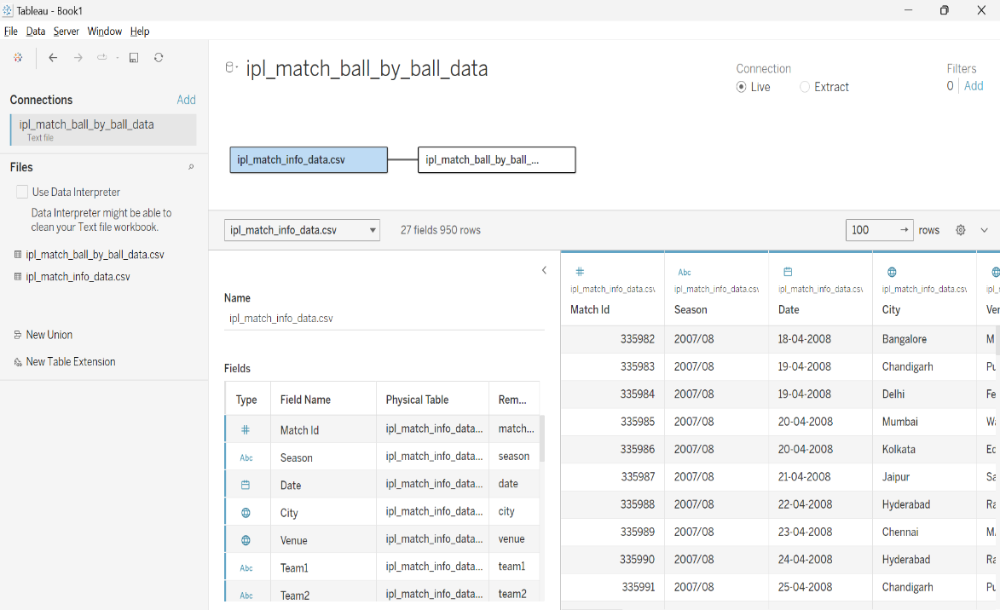 Tableau - Book1
File Data Server Window Help
Connections Add
ipl_match_ball_by_ball_data
Text file
Files
Use Data Interpreter
Data Interpreter might be able to
clean your Text file workbook.
ipl_match_ball_by_ball_data.csv
ipl_match_info_data.csv
New Union
New Table Extension
ipl_match_ball_by_ball_data
Connection
Live Extract
Filters
0 Add
ipl_match_info_data.csv ipl_match_ball_by_ball_...
ipl_match_info_data.csv 27 fields 950 rows 100 rows
Name
ipl_match_info_data.csv
Fields
Type Field Name Physical Table Rem...
# Match Id ipl_match_info_data... match...
Abc Season ipl_match_info_data... season
Date ipl_match_info_data... date
City ipl_match_info_data... city
Venue ipl_match_info_data... venue
Abc Team1 ipl_match_info_data... team1
Abc Team2 ipl_match_info_data... team2
# Abc
ipl_match_info_data.csv ipl_match_info_data.csv ipl_match_info_data.csv ipl_match_info_data.csv
Match Id Season Date City
335982 2007/08 18-04-2008 Bangalore
335983 2007/08 19-04-2008 Chandigarh
335984 2007/08 19-04-2008 Delhi
335985 2007/08 20-04-2008 Mumbai
335986 2007/08 20-04-2008 Kolkata
335987 2007/08 21-04-2008 Jaipur
335988 2007/08 22-04-2008 Hyderabad
335989 2007/08 23-04-2008 Chennai
335990 2007/08 24-04-2008 Hyderabad
335991 2007/08 25-04-2008 Chandigarh